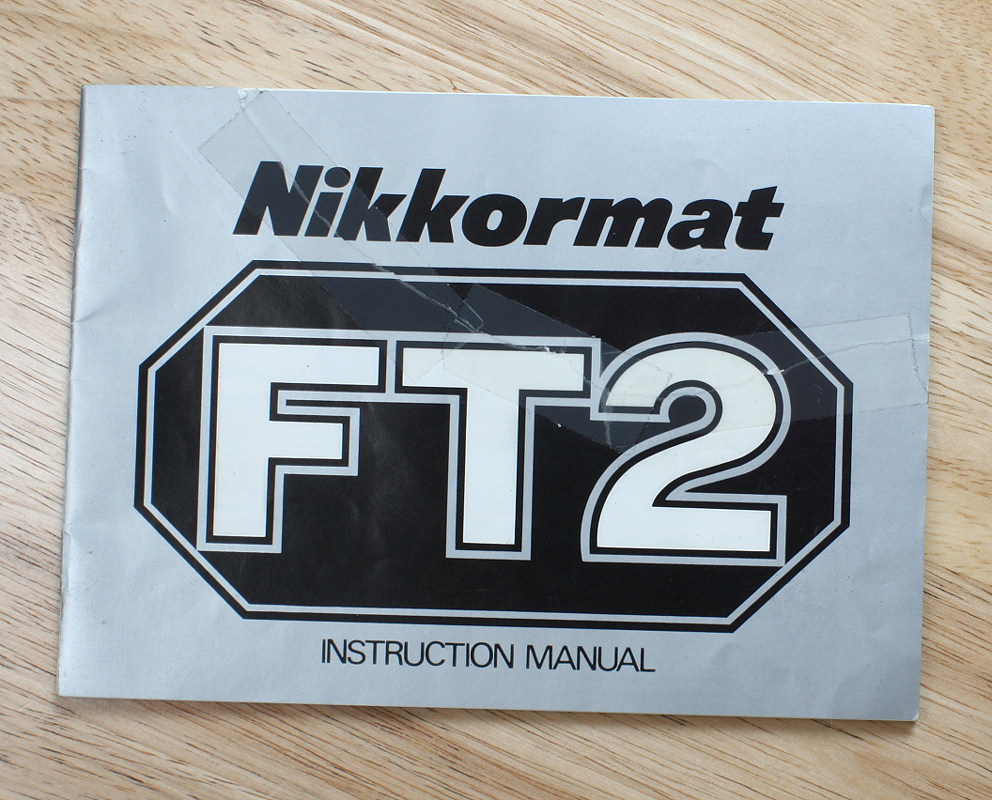 Nikkormat
FT2
INSTRUCTION MANUAL